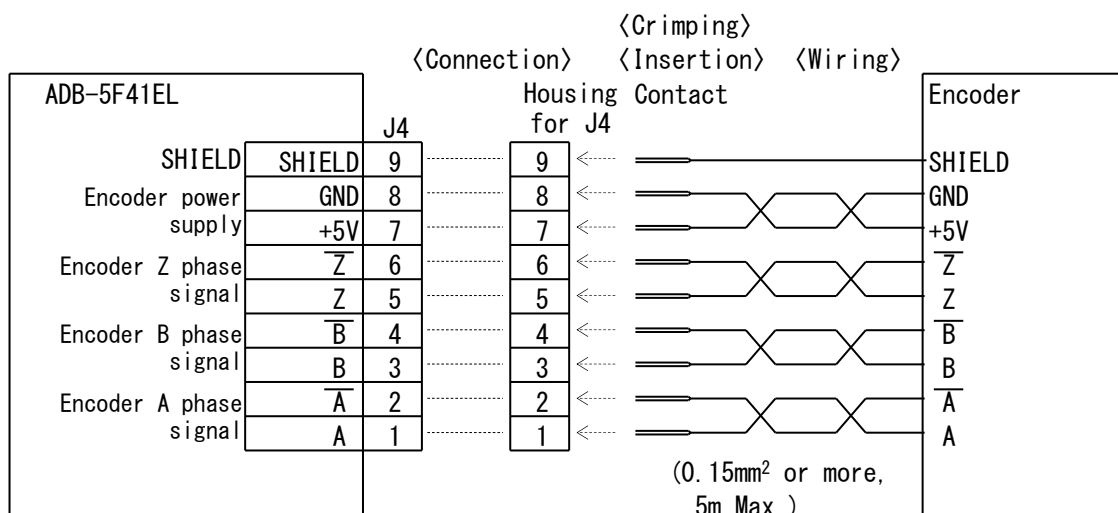 〈Crimping〉
〈Connection〉 〈Insertion〉 〈Wiring〉
ADB-5F41EL Housing Contact Encoder
J4 for J4
SHIELD SHIELD 9 9 SHIELD
Encoder power GND 8 8 GND
supply +5V 7 7 +5V
Encoder Z phase Z̅ 6 6 Z̅
signal Z 5 5 Z
Encoder B phase B̅ 4 4 B̅
signal B 3 3 B
Encoder A phase A̅ 2 2 A̅
signal A 1 1 A
(0.15mm² or more,
5m Max.)